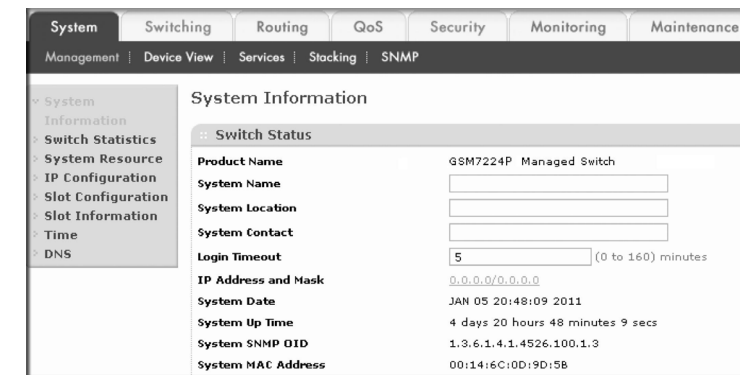 System Switching Routing QoS Security Monitoring Maintenance
Management Device View Services Stacking SNMP
System Information
Switch Statistics
System Resource
IP Configuration
Slot Configuration
Slot Information
Time
DNS
System Information
Switch Status
Product Name GSM7224P Managed Switch
System Name
System Location
System Contact
Login Timeout 5 (0 to 160) minutes
IP Address and Mask 0.0.0.0/0.0.0.0
System Date JAN 05 20:48:09 2011
System Up Time 4 days 20 hours 48 minutes 9 secs
System SNMP OID 1.3.6.1.4.1.4526.100.1.3
System MAC Address 00:14:6C:0D:9D:5B